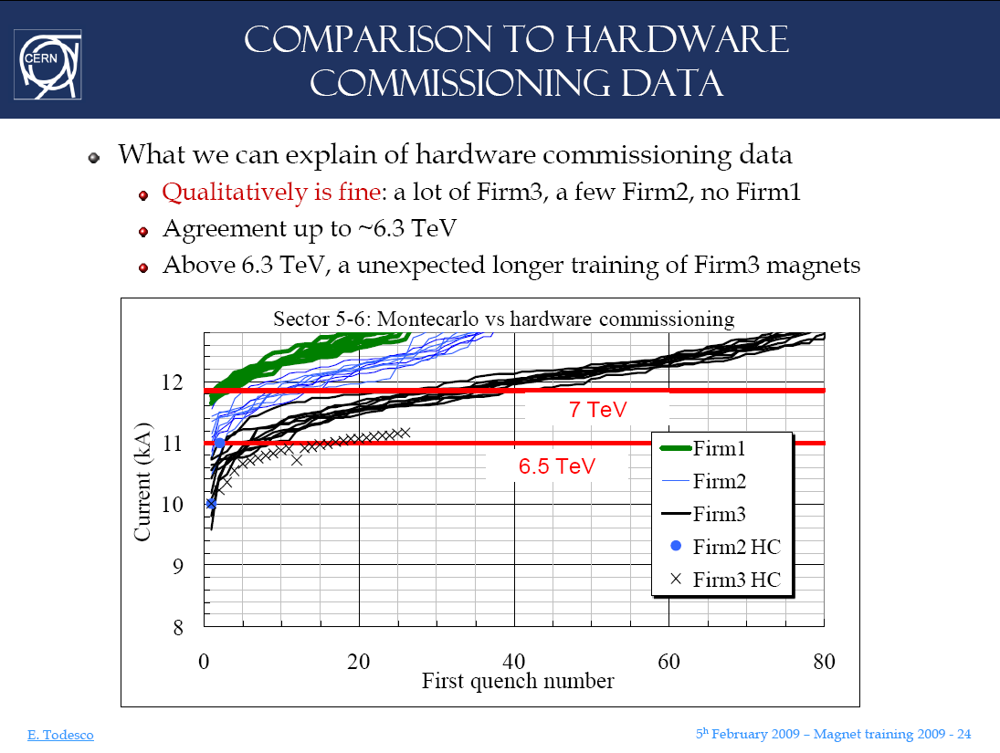 CERN
COMPARISON TO HARDWARE
COMMISSIONING DATA
What we can explain of hardware commissioning data
Qualitatively is fine: a lot of Firm3, a few Firm2, no Firm1
Agreement up to ~6.3 TeV
Above 6.3 TeV, a unexpected longer training of Firm3 magnets
Sector 5-6: Montecarlo vs hardware commissioning
12
11
10
9
8
Current (kA)
7 TeV
6.5 TeV
Firm1
Firm2
Firm3
Firm2 HC
Firm3 HC
0 20 40 60 80
First quench number
E. Todesco
5h February 2009 – Magnet training 2009 - 24